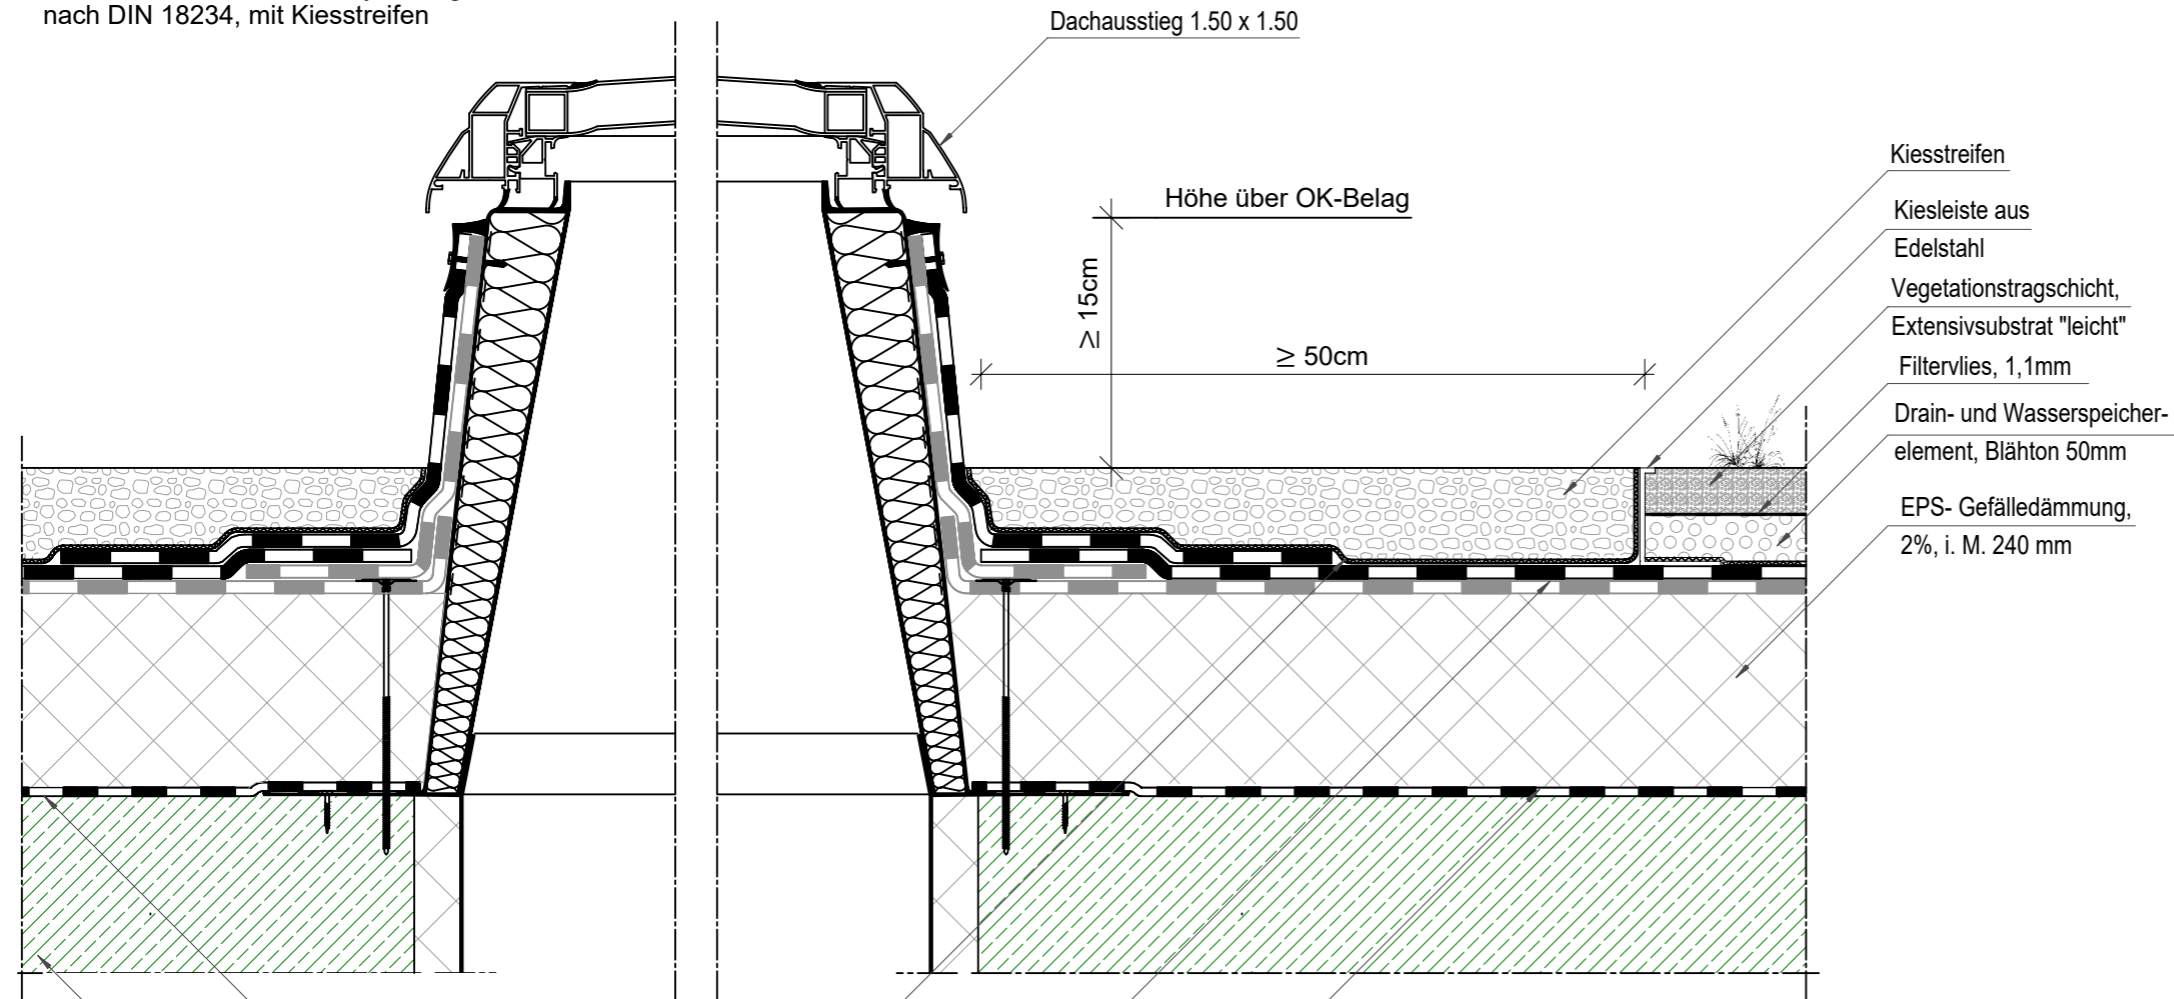 nach DIN 18234, mit Kiesstreifen
Dachausstieg 1.50 x 1.50
Höhe über OK-Belag
≥ 15cm
≥ 50cm
Kiesstreifen
Kiesleiste aus
Edelstahl
Vegetationstragschicht,
Extensivsubstrat "leicht"
Filtervlies, 1,1mm
Drain- und Wasserspeicher-
element, Blähton 50mm
EPS- Gefälledämmung,
2%, i. M. 240 mm